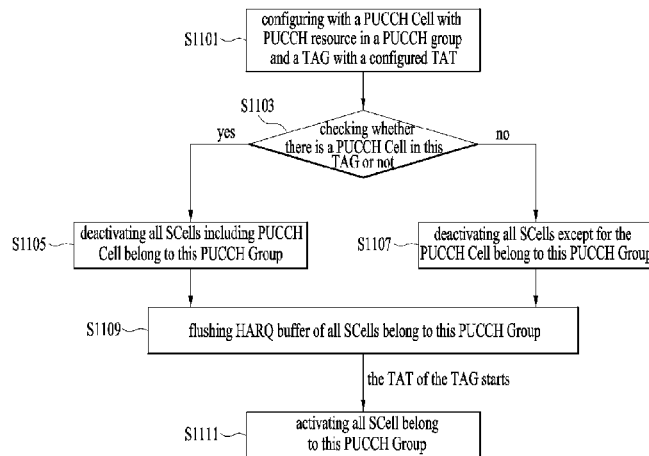 S1101
configuring with a PUCCH Cell with
PUCCH resource in a PUCCH group
and a TAG with a configured TAT
S1103
checking whether
there is a PUCCH Cell in this
TAG or not
yes
no
S1105
deactivating all SCells including PUCCH
Cell belong to this PUCCH Group
S1107
deactivating all SCells except for the
PUCCH Cell belong to this PUCCH Group
S1109
flushing HARQ buffer of all SCells belong to this PUCCH Group
the TAT of the TAG starts
S1111
activating all SCell belong
to this PUCCH Group